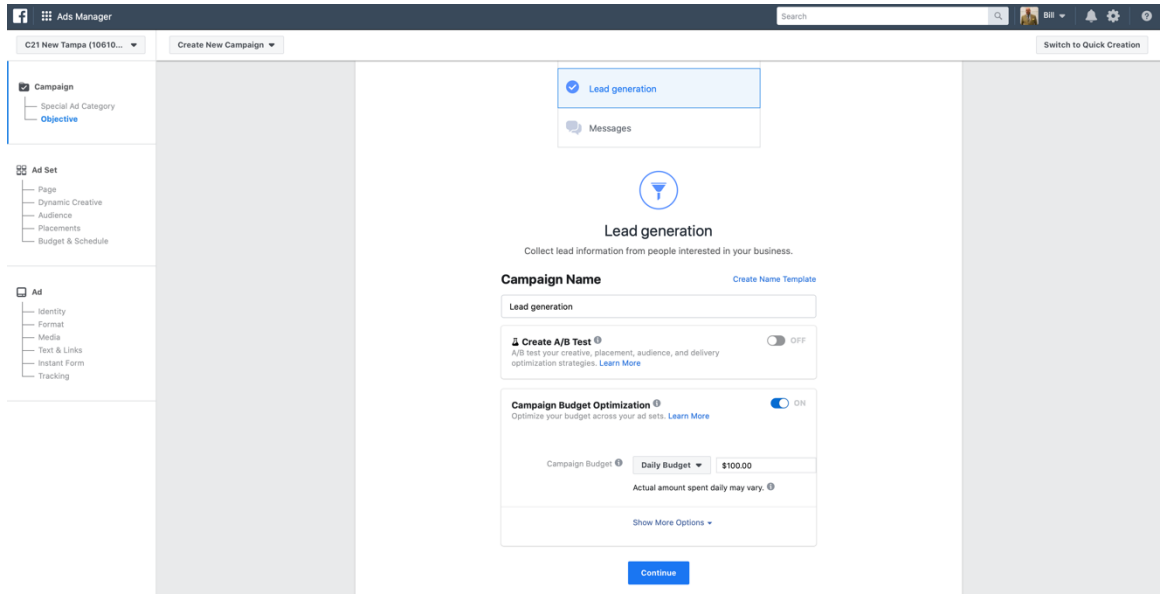 Ads Manager
Search
Bill
C21 New Tampa (10610...
Create New Campaign
Switch to Quick Creation
Campaign
Special Ad Category
Objective
Ad Set
Page
Dynamic Creative
Audience
Placements
Budget & Schedule
Ad
Identity
Format
Media
Text & Links
Instant Form
Tracking
Lead generation
Messages
Lead generation
Collect lead information from people interested in your business.
Campaign Name
Create Name Template
Lead generation
Create A/B Test
OFF
A/B test your creative, placement, audience, and delivery
optimization strategies. Learn More
Campaign Budget Optimization
ON
Optimize your budget across your ad sets. Learn More
Campaign Budget
Daily Budget
$100.00
Actual amount spent daily may vary.
Show More Options
Continue